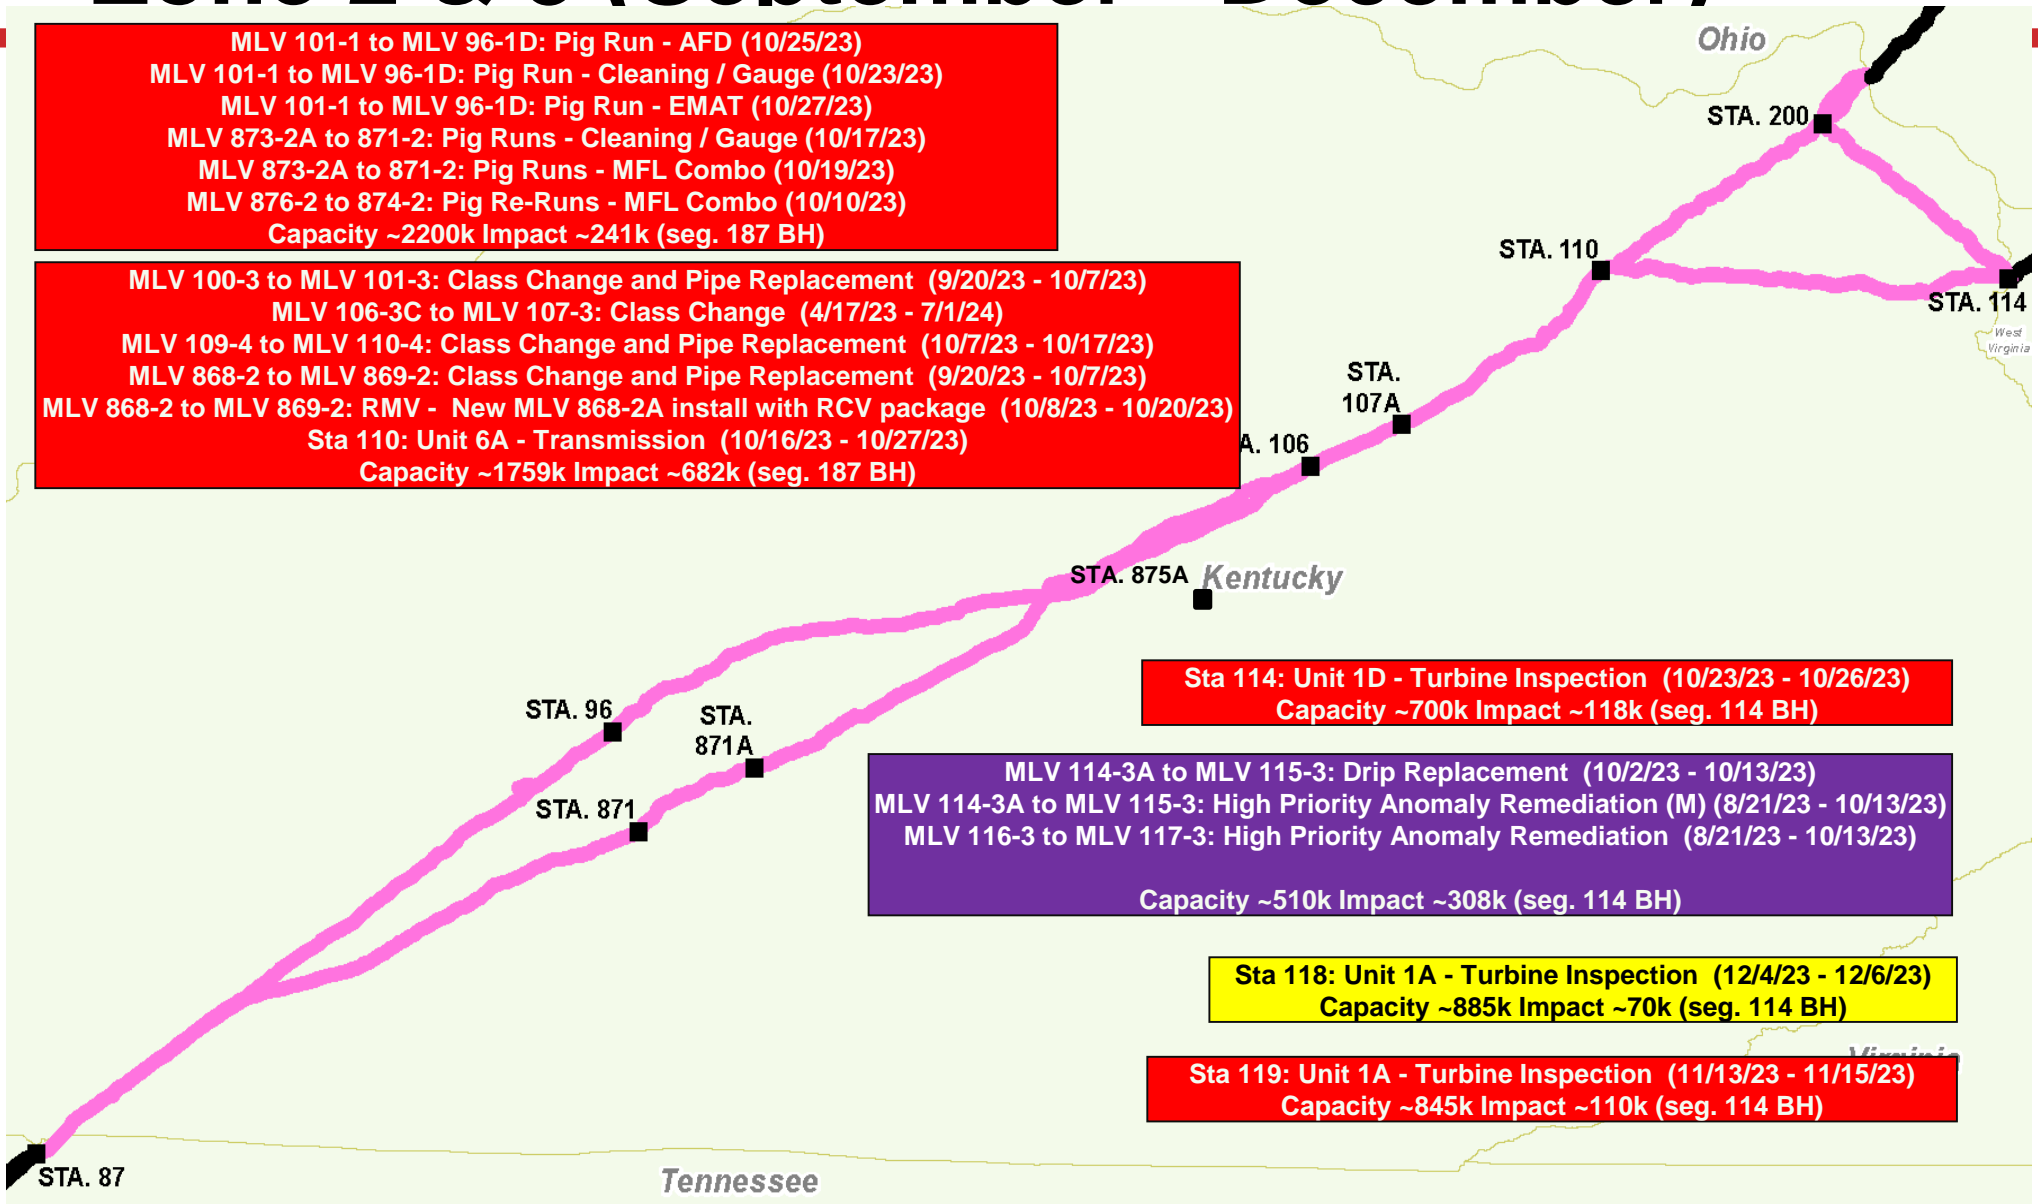 MLV 101-1 to MLV 96-1D: Pig Run - AFD (10/25/23)
MLV 101-1 to MLV 96-1D: Pig Run - Cleaning / Gauge (10/23/23)
MLV 101-1 to MLV 96-1D: Pig Run - EMAT (10/27/23)
MLV 873-2A to 871-2: Pig Runs - Cleaning / Gauge (10/17/23)
MLV 873-2A to 871-2: Pig Runs - MFL Combo (10/19/23)
MLV 876-2 to 874-2: Pig Re-Runs - MFL Combo (10/10/23)
Capacity ~2200k Impact ~241k (seg. 187 BH)
Ohio
STA. 200
MLV 100-3 to MLV 101-3: Class Change and Pipe Replacement (9/20/23 - 10/7/23)
MLV 106-3C to MLV 107-3: Class Change (4/17/23 - 7/1/24)
MLV 109-4 to MLV 110-4: Class Change and Pipe Replacement (10/7/23 - 10/17/23)
MLV 868-2 to MLV 869-2: Class Change and Pipe Replacement (9/20/23 - 10/7/23)
MLV 868-2 to MLV 869-2: RMV - New MLV 868-2A install with RCV package (10/8/23 - 10/20/23)
Sta 110: Unit 6A - Transmission (10/16/23 - 10/27/23)
Capacity ~1759k Impact ~682k (seg. 187 BH)
STA. 110
STA. 114
West
Virginia
STA.
107A
A. 106
STA. 875A
Kentucky
Sta 114: Unit 1D - Turbine Inspection (10/23/23 - 10/26/23)
Capacity ~700k Impact ~118k (seg. 114 BH)
STA. 96
STA.
871A
STA. 871
MLV 114-3A to MLV 115-3: Drip Replacement (10/2/23 - 10/13/23)
MLV 114-3A to MLV 115-3: High Priority Anomaly Remediation (M) (8/21/23 - 10/13/23)
MLV 116-3 to MLV 117-3: High Priority Anomaly Remediation (8/21/23 - 10/13/23)
Capacity ~510k Impact ~308k (seg. 114 BH)
Sta 118: Unit 1A - Turbine Inspection (12/4/23 - 12/6/23)
Capacity ~885k Impact ~70k (seg. 114 BH)
Virginia
Sta 119: Unit 1A - Turbine Inspection (11/13/23 - 11/15/23)
Capacity ~845k Impact ~110k (seg. 114 BH)
STA. 87
Tennessee